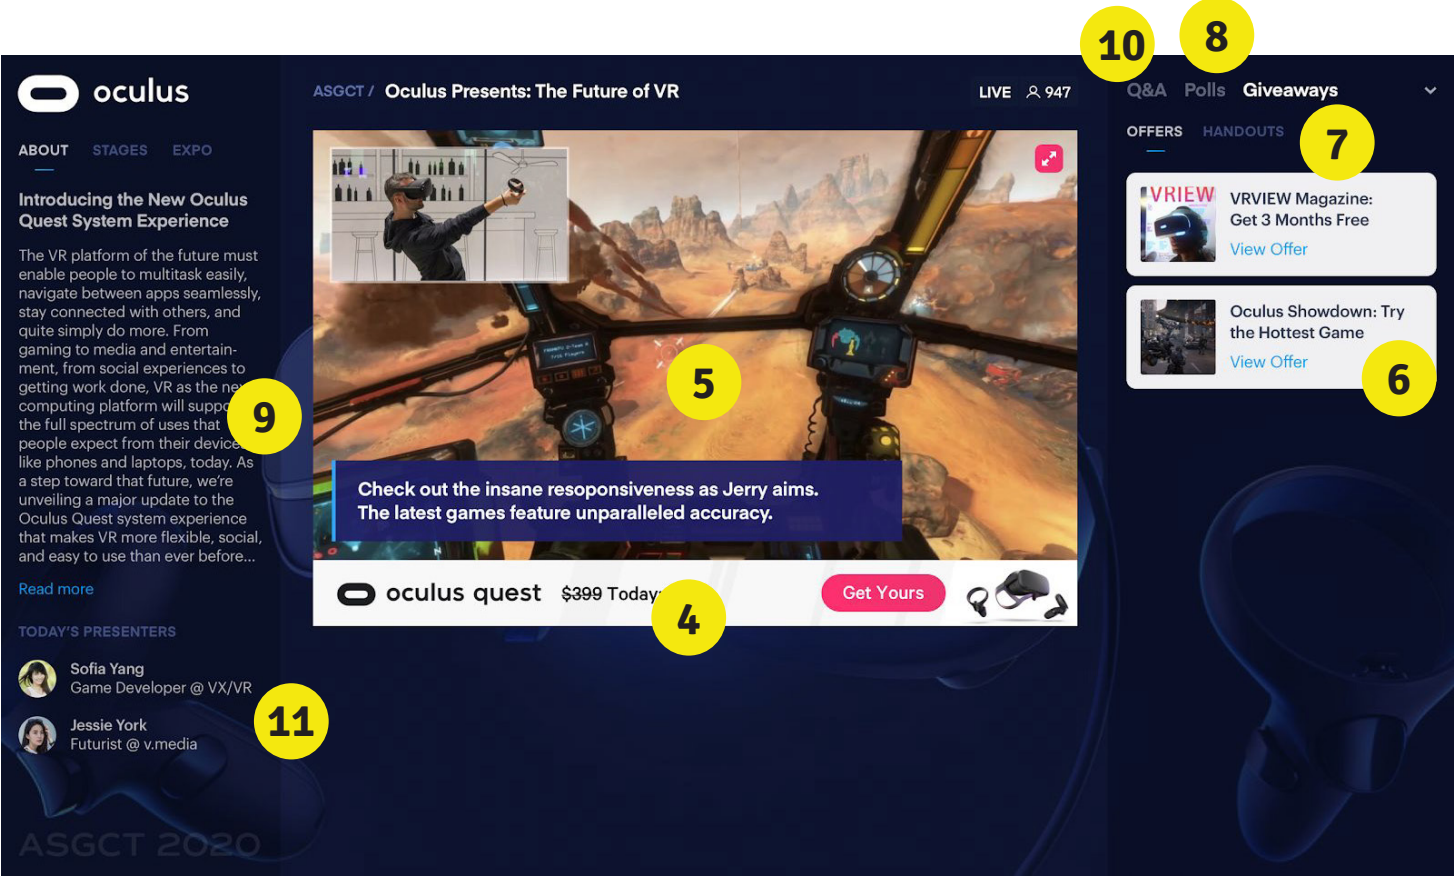 10
8
oculus
ASGCT / Oculus Presents: The Future of VR
LIVE 947
Q&A Polls Giveaways
ABOUT STAGES EXPO
OFFERS HANDOUTS
7
Introducing the New Oculus
Quest System Experience
The VR platform of the future must
enable people to multitask easily,
navigate between apps seamlessly,
stay connected with others, and
quite simply do more. From
gaming to media and entertain-
ment, from social experiences to
getting work done, VR as the new
computing platform will support
the full spectrum of uses that
people expect from their devices,
like phones and laptops, today. As
a step toward that future, we're
unveiling a major update to the
Oculus Quest system experience
that makes VR more flexible, social,
and easy to use than ever before...
Read more
9
TODAY'S PRESENTERS
Sofia Yang
Game Developer @ VX/VR
Jessie York
Futurist @ v.media
11
ASGCT 2020
5
Check out the insane resoponsiveness as Jerry aims.
The latest games feature unparalleled accuracy.
oculus quest $399 Today:
Get Yours
4
VRIEW
VRVIEW Magazine:
Get 3 Months Free
View Offer
Oculus Showdown: Try
the Hottest Game
View Offer
6